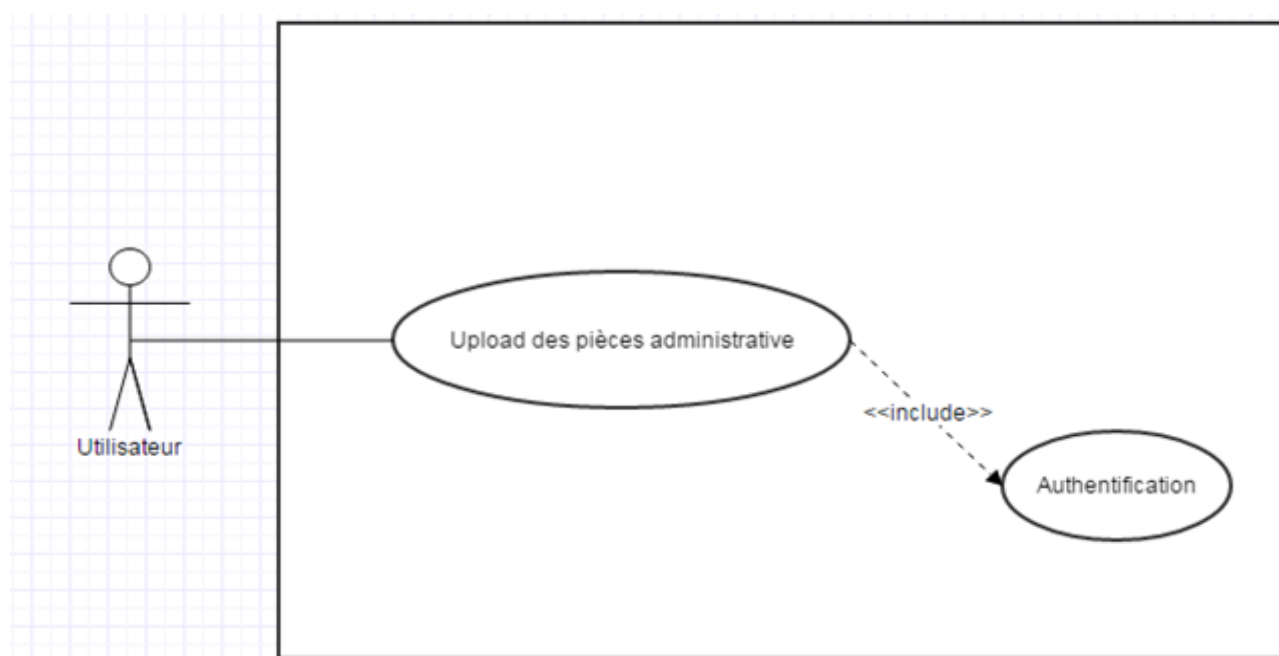 Upload des pièces administrative
<<include>>
Utilisateur
Authentification